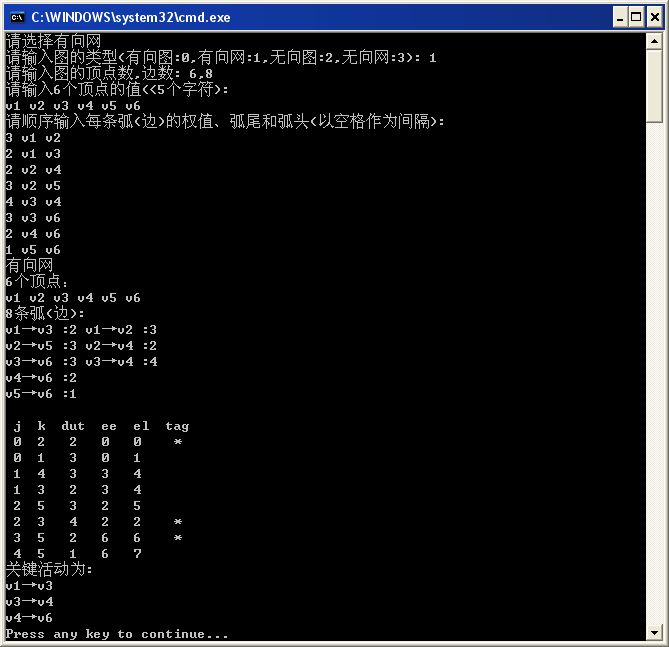 C:\WINDOWS\system32\cmd.exe
请选择有向网
请输入图的类型(有向图:0,有向网:1,无向图:2,无向网:3): 1
请输入图的顶点数,边数: 6,8
请输入6个顶点的值(<5个字符):
v1 v2 v3 v4 v5 v6
请顺序输入每条弧(边)的权值、弧尾和弧头(以空格作为间隔):
3 v1 v2
2 v1 v3
2 v2 v4
3 v2 v5
4 v3 v4
3 v3 v6
2 v4 v6
1 v5 v6
有向网
6个顶点:
v1 v2 v3 v4 v5 v6
8条弧(边):
v1→v3 :2 v1→v2 :3
v2→v5 :3 v2→v4 :2
v3→v6 :3 v3→v4 :4
v4→v6 :2
v5→v6 :1
j k dut ee el tag
0 2 2 0 0 *
0 1 3 0 1
1 4 3 3 4
1 3 2 3 4
2 5 3 2 5
2 3 4 2 2 *
3 5 2 6 6 *
4 5 1 6 7
关键活动为:
v1→v3
v3→v4
v4→v6
Press any key to continue...